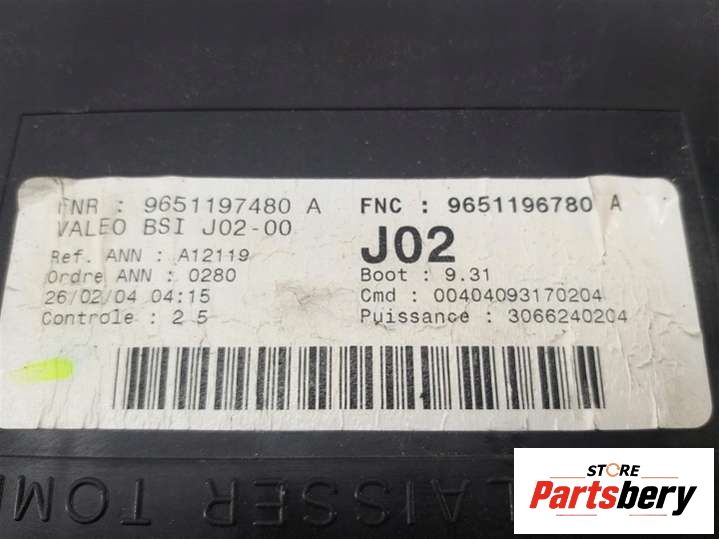 FNR : 9651197480 A
VALEO BSI J02-00
Ref. ANN : A12119
Ordre ANN : 0280
26/02/04 04:15
Controle : 2 5
FNC : 9651196780 A
J02
Boot : 9.31
Cmd : 00404093170204
Puissance : 3066240204
LAISSER
STORE
Partsbery